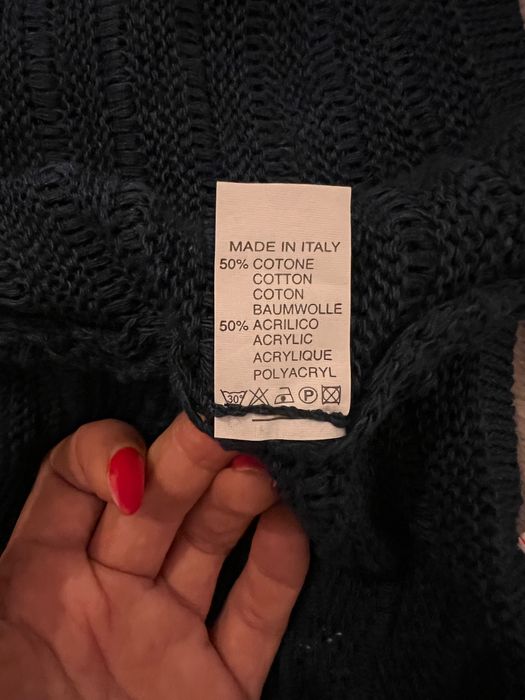 MADE IN ITALY
50% COTONE
COTTON
COTON
BAUMWOLLE
50% ACRILICO
ACRYLIC
ACRYLIQUE
POLYACRYL
30° P